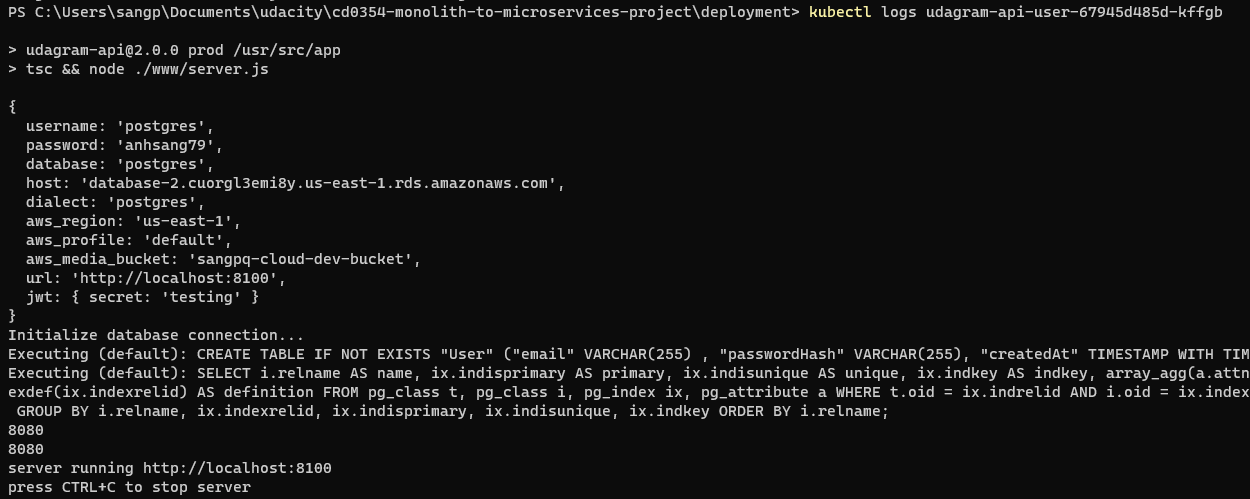 PS C:\Users\sangp\Documents\udacity\cd0354-monolith-to-microservices-project\deployment> kubectl logs udagram-api-user-67945d485d-kffgb
> udagram-api@2.0.0 prod /usr/src/app
> tsc && node ./www/server.js
{
  username: 'postgres',
  password: 'anhsang79',
  database: 'postgres',
  host: 'database-2.cuorgl3emi8y.us-east-1.rds.amazonaws.com',
  dialect: 'postgres',
  aws_region: 'us-east-1',
  aws_profile: 'default',
  aws_media_bucket: 'sangpq-cloud-dev-bucket',
  url: 'http://localhost:8100',
  jwt: { secret: 'testing' }
}
Initialize database connection...
Executing (default): CREATE TABLE IF NOT EXISTS "User" ("email" VARCHAR(255) , "passwordHash" VARCHAR(255), "createdAt" TIMESTAMP WITH TIM
Executing (default): SELECT i.relname AS name, ix.indisprimary AS primary, ix.indisunique AS unique, ix.indkey AS indkey, array_agg(a.attn
exdef(ix.indexrelid) AS definition FROM pg_class t, pg_class i, pg_index ix, pg_attribute a WHERE t.oid = ix.indrelid AND i.oid = ix.index
 GROUP BY i.relname, ix.indexrelid, ix.indisprimary, ix.indisunique, ix.indkey ORDER BY i.relname;
8080
8080
server running http://localhost:8100
press CTRL+C to stop server